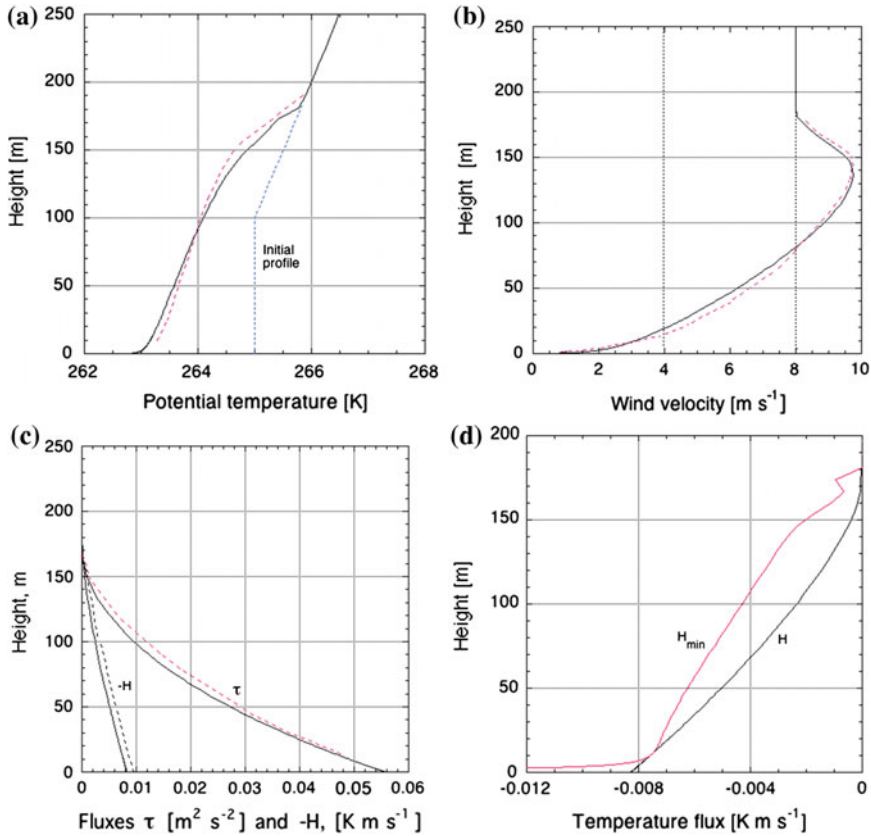 (a)
250
200
150
100
50
0
Height [m]
Initial
profile
262
264
266
268
Potential temperature [K]
(b)
250
200
150
100
50
0
Height [m]
0
2
4
6
8
10
Wind velocity [m s⁻¹]
(c)
250
200
150
100
50
0
Height, m
-H
τ
0
0.01
0.02
0.03
0.04
0.05
0.06
Fluxes τ [m² s⁻²] and -H, [K m s⁻¹]
(d)
200
150
100
50
0
Height [m]
H_min
H
-0.012
-0.008
-0.004
0
Temperature flux [K m s⁻¹]